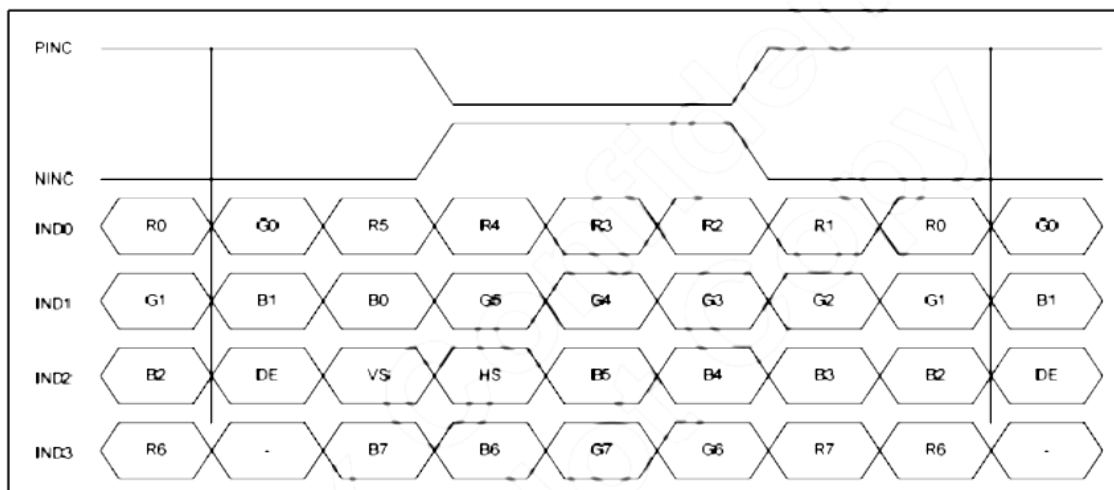 PINC
NINC
IND0 R0 G0 R5 R4 R3 R2 R1 R0 G0
IND1 G1 B1 B0 G5 G4 G3 G2 G1 B1
IND2 B2 DE VS HS B5 B4 B3 B2 DE
IND3 R6 - B7 B6 G7 G6 R7 R6 -